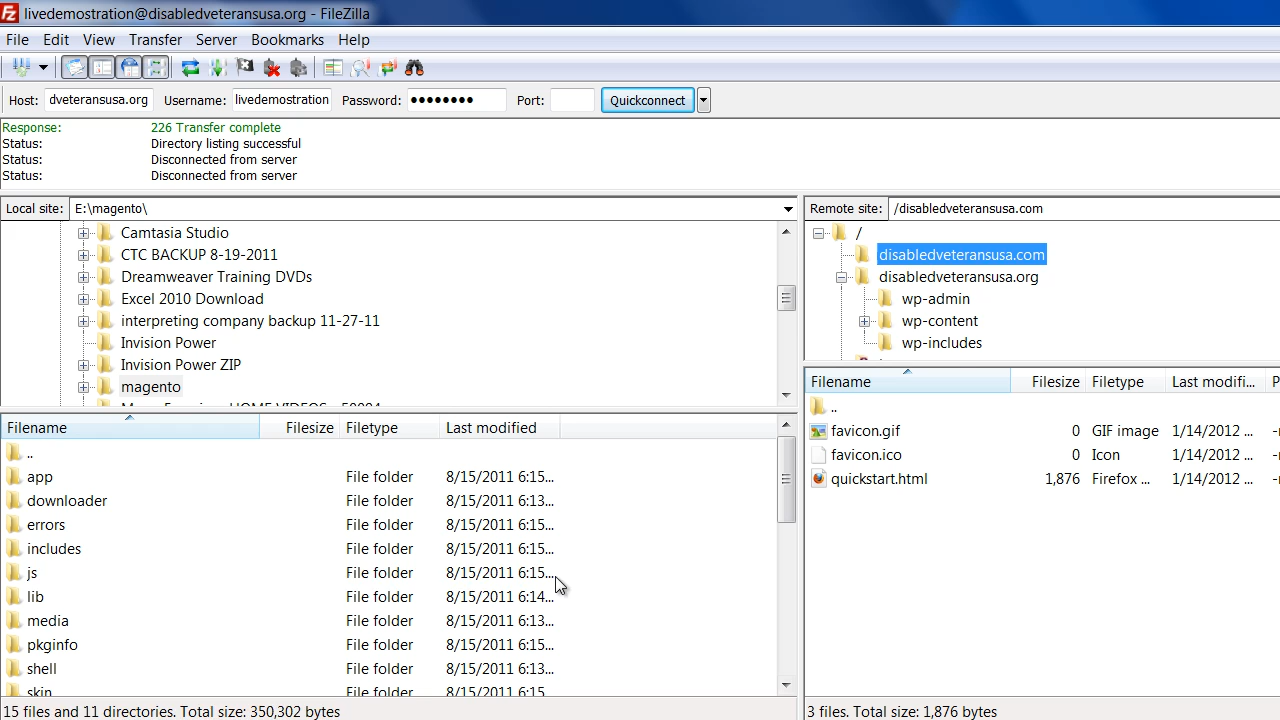 livedemostration@disabledveteransusa.org - FileZilla
File Edit View Transfer Server Bookmarks Help
Host: dveteransusa.org Username: livedemostration Password: ●●●●●●●● Port: Quickconnect
Response: 226 Transfer complete
Status: Directory listing successful
Status: Disconnected from server
Status: Disconnected from server
Local site: E:\magento\
Camtasia Studio
CTC BACKUP 8-19-2011
Dreamweaver Training DVDs
Excel 2010 Download
interpreting company backup 11-27-11
Invision Power
Invision Power ZIP
magento
Filename Filesize Filetype Last modified
..
app File folder 8/15/2011 6:15...
downloader File folder 8/15/2011 6:13...
errors File folder 8/15/2011 6:15...
includes File folder 8/15/2011 6:15...
js File folder 8/15/2011 6:15...
lib File folder 8/15/2011 6:14...
media File folder 8/15/2011 6:13...
pkginfo File folder 8/15/2011 6:15...
shell File folder 8/15/2011 6:13...
skin File folder 8/15/2011 6:15
15 files and 11 directories. Total size: 350,302 bytes
Remote site: /disabledveteransusa.com
/
disabledveteransusa.com
disabledveteransusa.org
wp-admin
wp-content
wp-includes
Filename Filesize Filetype Last modifi... P
..
favicon.gif 0 GIF image 1/14/2012 ... -r
favicon.ico 0 Icon 1/14/2012 ... -r
quickstart.html 1,876 Firefox ... 1/14/2012 ... -r
3 files. Total size: 1,876 bytes